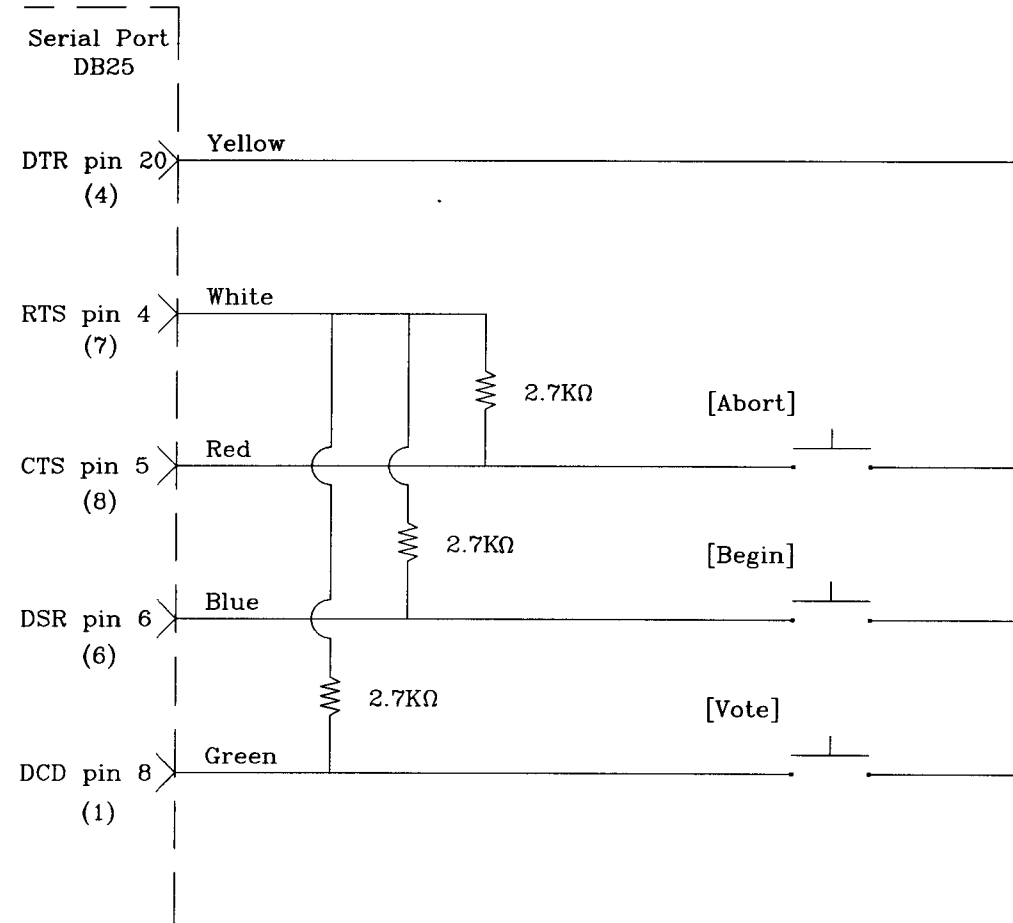 Serial Port
DB25
DTR pin 20
(4)
Yellow
RTS pin 4
(7)
White
2.7KΩ
[Abort]
CTS pin 5
(8)
Red
2.7KΩ
[Begin]
DSR pin 6
(6)
Blue
2.7KΩ
[Vote]
DCD pin 8
(1)
Green